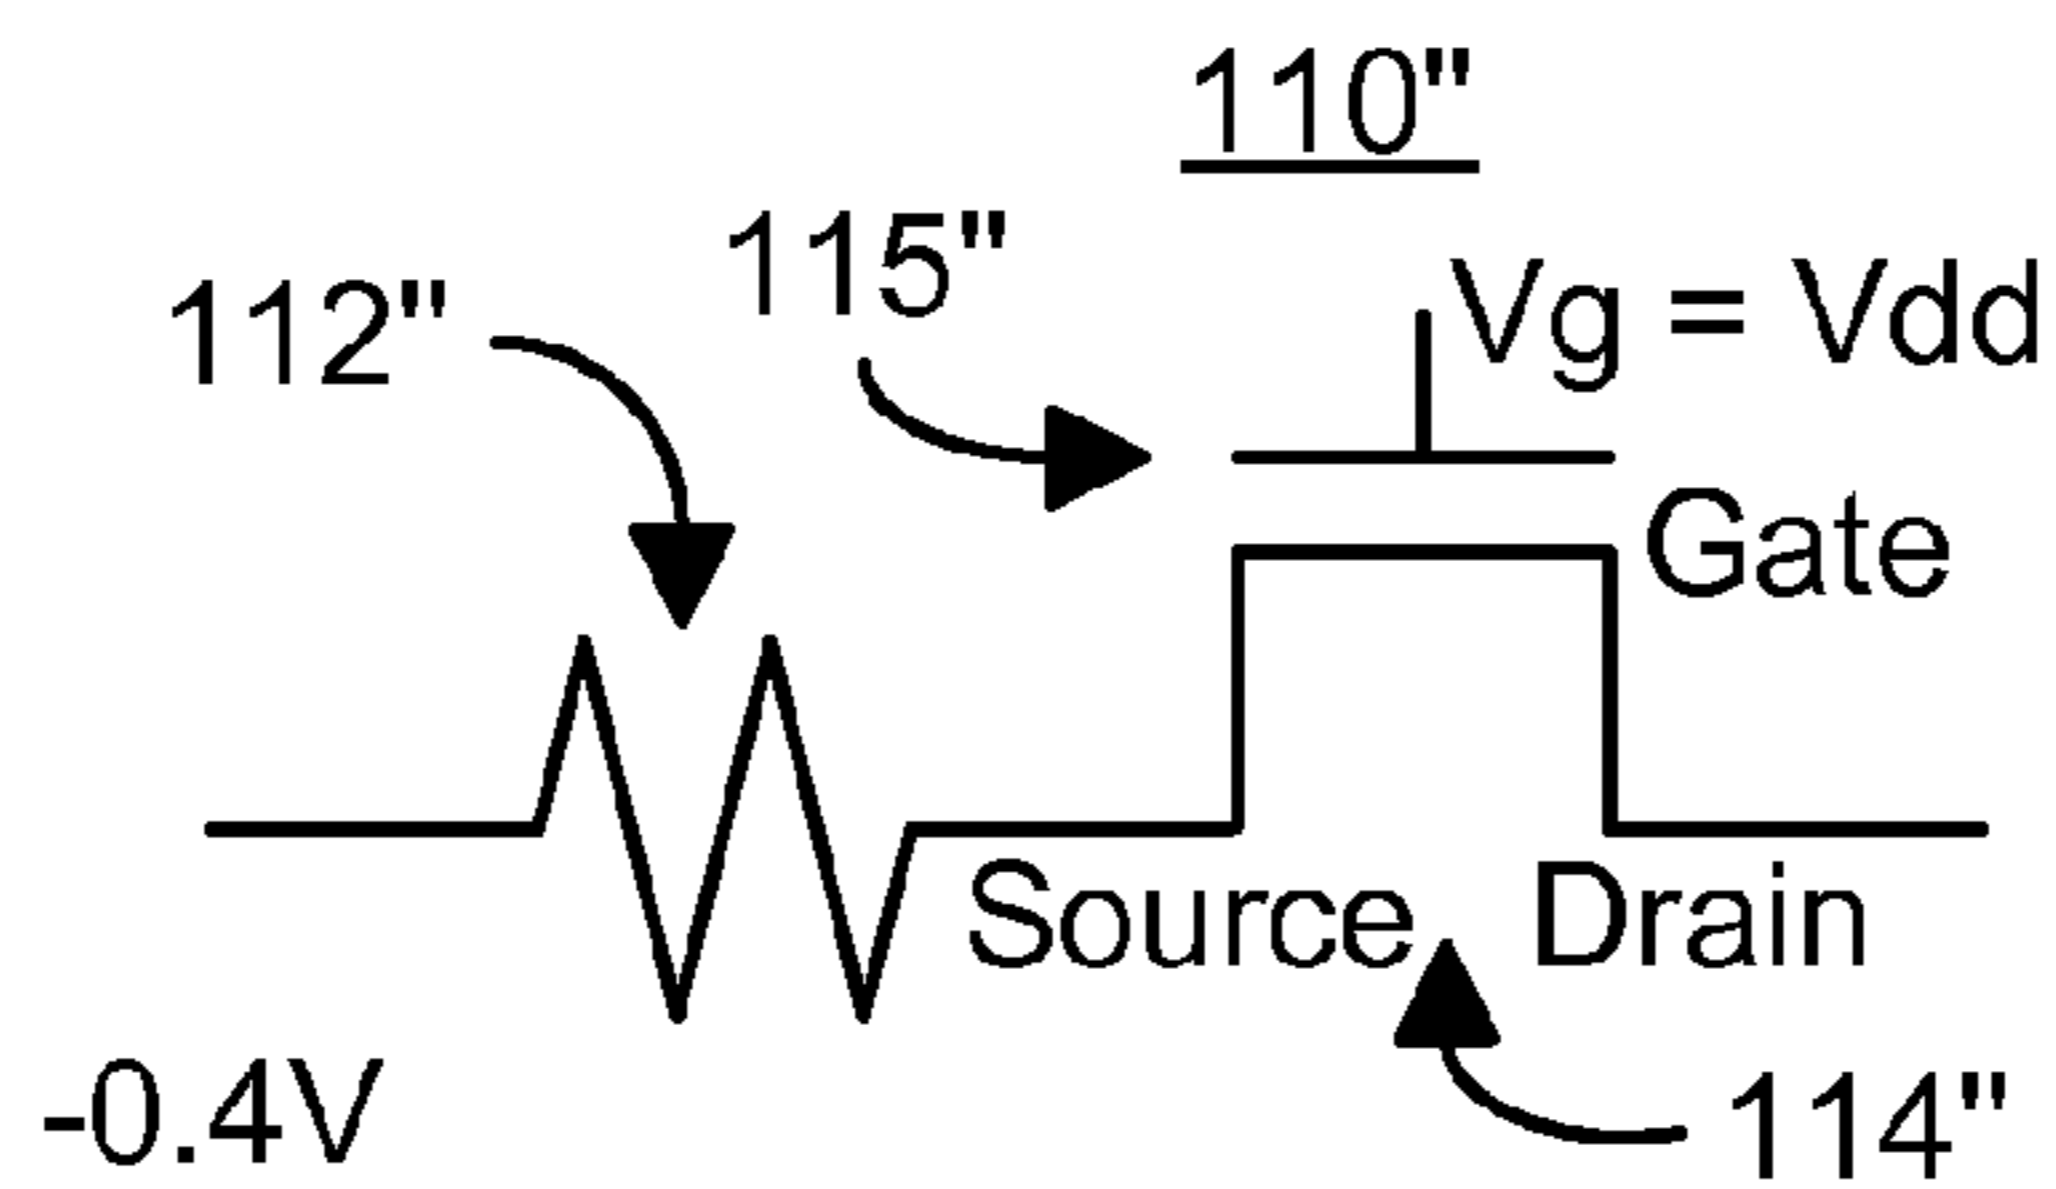 110"
115"
112"
Vg = Vdd
Gate
Source
Drain
-0.4V
114"